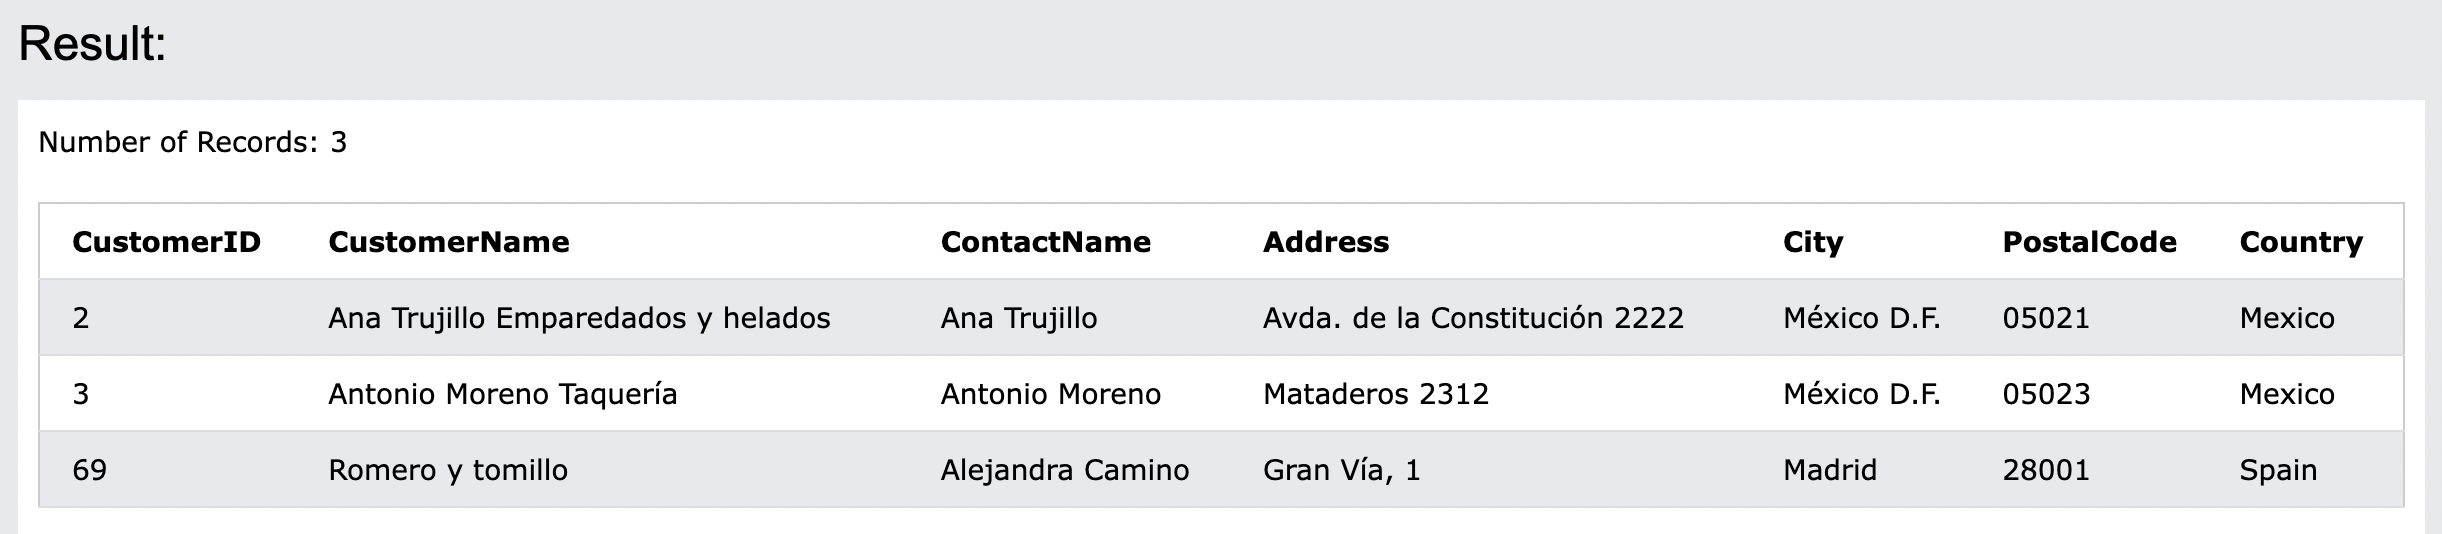 Result:
Number of Records: 3
CustomerID CustomerName ContactName Address City PostalCode Country
2 Ana Trujillo Emparedados y helados Ana Trujillo Avda. de la Constitución 2222 México D.F. 05021 Mexico
3 Antonio Moreno Taquería Antonio Moreno Mataderos 2312 México D.F. 05023 Mexico
69 Romero y tomillo Alejandra Camino Gran Vía, 1 Madrid 28001 Spain